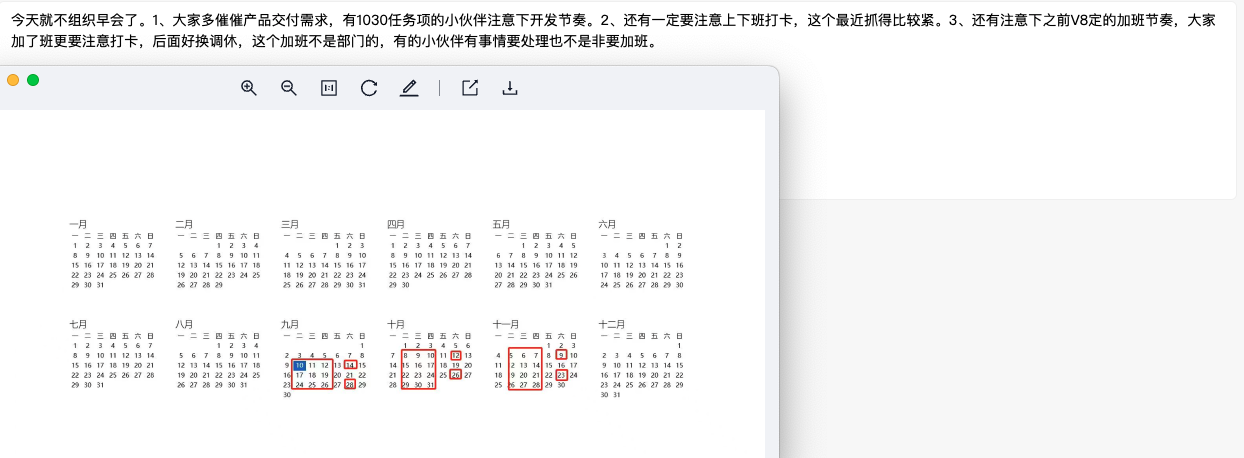 今天就不组织早会了。1、大家多催催产品交付需求，有1030任务项的小伙伴注意下开发节奏。2、还有一定要注意上下班打卡，这个最近抓得比较紧。3、还有注意下之前V8定的加班节奏，大家
加了班更要注意打卡，后面好换调休，这个加班不是部门的，有的小伙伴有事情要处理也不是非要加班。
1:1
一月
一 二 三 四 五 六 日
1 2 3 4 5 6 7
8 9 10 11 12 13 14
15 16 17 18 19 20 21
22 23 24 25 26 27 28
29 30 31
二月
一 二 三 四 五 六 日
1 2 3 4
5 6 7 8 9 10 11
12 13 14 15 16 17 18
19 20 21 22 23 24 25
26 27 28 29
三月
一 二 三 四 五 六 日
1 2 3
4 5 6 7 8 9 10
11 12 13 14 15 16 17
18 19 20 21 22 23 24
25 26 27 28 29 30 31
四月
一 二 三 四 五 六 日
1 2 3 4 5 6 7
8 9 10 11 12 13 14
15 16 17 18 19 20 21
22 23 24 25 26 27 28
29 30
五月
一 二 三 四 五 六 日
1 2 3 4 5
6 7 8 9 10 11 12
13 14 15 16 17 18 19
20 21 22 23 24 25 26
27 28 29 30 31
六月
一 二 三 四 五 六 日
1 2
3 4 5 6 7 8 9
10 11 12 13 14 15 16
17 18 19 20 21 22 23
24 25 26 27 28 29 30
七月
一 二 三 四 五 六 日
1 2 3 4 5 6 7
8 9 10 11 12 13 14
15 16 17 18 19 20 21
22 23 24 25 26 27 28
29 30 31
八月
一 二 三 四 五 六 日
1 2 3 4
5 6 7 8 9 10 11
12 13 14 15 16 17 18
19 20 21 22 23 24 25
26 27 28 29 30 31
九月
一 二 三 四 五 六 日
1
2 3 4 5 6 7 8
9 10 11 12 13 14 15
16 17 18 19 20 21 22
23 24 25 26 27 28 29
30
十月
一 二 三 四 五 六 日
1 2 3 4 5 6
7 8 9 10 11 12 13
14 15 16 17 18 19 20
21 22 23 24 25 26 27
28 29 30 31
十一月
一 二 三 四 五 六 日
1 2 3
4 5 6 7 8 9 10
11 12 13 14 15 16 17
18 19 20 21 22 23 24
25 26 27 28 29 30
十二月
一 二 三 四 五 六 日
1
2 3 4 5 6 7 8
9 10 11 12 13 14 15
16 17 18 19 20 21 22
23 24 25 26 27 28 29
30 31